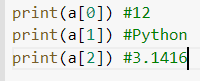 print(a[0]) #12
print(a[1]) #Python
print(a[2]) #3.1416